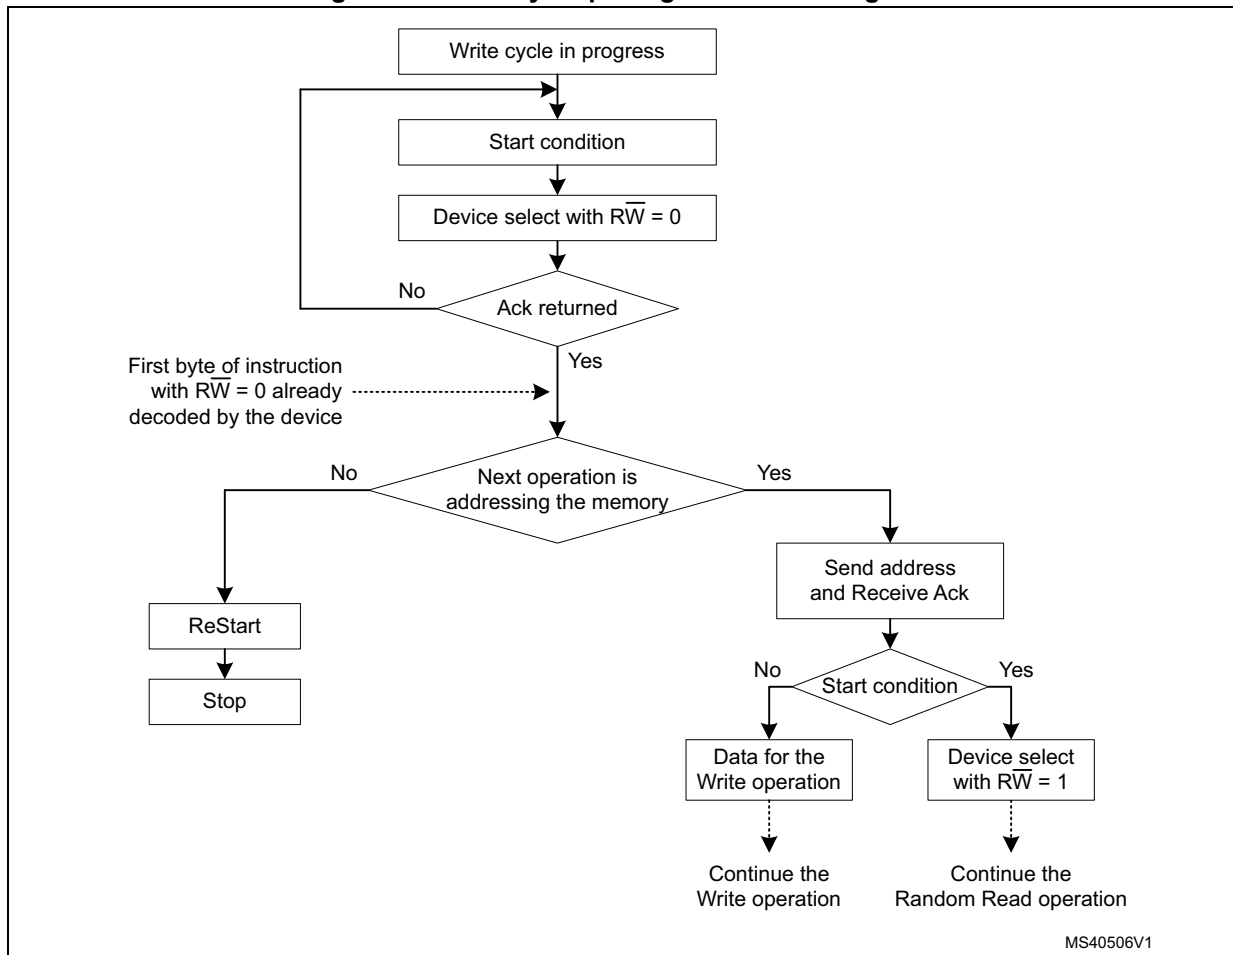 Write cycle in progress
Start condition
Device select with RW̅ = 0
No
Ack returned
Yes
First byte of instruction
with RW̅ = 0 already
decoded by the device
No
Next operation is
addressing the memory
Yes
Send address
and Receive Ack
ReStart
Stop
No
Start condition
Yes
Data for the
Write operation
Device select
with RW̅ = 1
Continue the
Write operation
Continue the
Random Read operation
MS40506V1